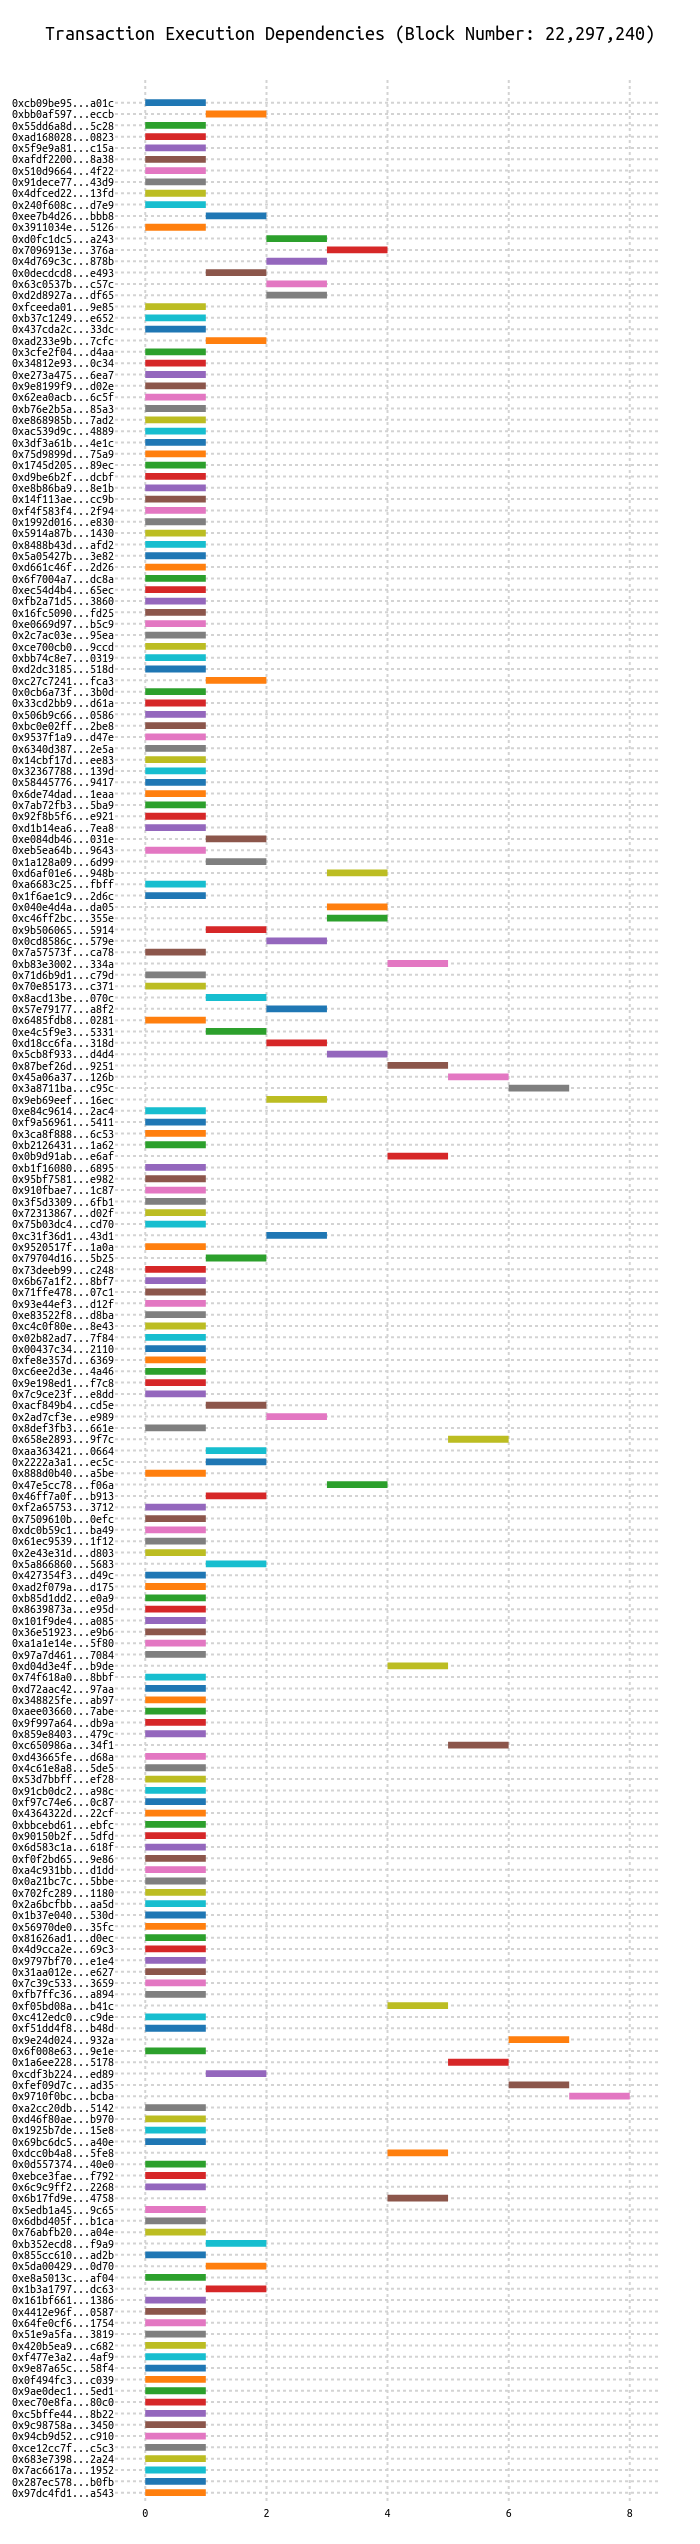 Transaction Execution Dependencies (Block Number: 22,297,240)
0xcb09be95...a01c
0xbb0af597...eccb
0x55dd6a8d...5c28
0xad168028...0823
0x5f9e9a81...c15a
0xafdf2200...8a38
0x510d9664...4f22
0x91dece77...43d9
0x4dfced22...13fd
0x240f608c...d7e9
0xee7b4d26...bbb8
0x3911034e...5126
0xd0fc1dc5...a243
0x7096913e...376a
0x4d769c3c...878b
0x0decdcd8...e493
0x63c0537b...c57c
0xd2d8927a...df65
0xfceeda01...9e85
0xb37c1249...e652
0x437cda2c...33dc
0xad233e9b...7cfc
0x3cfe2f04...d4aa
0x34812e93...0c34
0xe273a475...6ea7
0x9e8199f9...d02e
0x62ea0acb...6c5f
0xb76e2b5a...85a3
0xe868985b...7ad2
0xac539d9c...4889
0x3df3a61b...4e1c
0x75d9899d...75a9
0x1745d205...89ec
0xd9be6b2f...dcbf
0xe8b86ba9...8e1b
0x14f113ae...cc9b
0xf4f583f4...2f94
0x1992d016...e830
0x5914a87b...1430
0x8488b43d...afd2
0x5a05427b...3e82
0xd661c46f...2d26
0x6f7004a7...dc8a
0xec54d4b4...65ec
0xfb2a71d5...3860
0x16fc5090...fd25
0xe0669d97...b5c9
0x2c7ac03e...95ea
0xce700cb0...9ccd
0xbb74c8e7...0319
0xd2dc3185...518d
0xc27c7241...fca3
0x0cb6a73f...3b0d
0x33cd2bb9...d61a
0x506b9c66...0586
0xbc0e02ff...2be8
0x9537f1a9...d47e
0x6340d387...2e5a
0x14cbf17d...ee83
0x32367788...139d
0x58445776...9417
0x6de74dad...1eaa
0x7ab72fb3...5ba9
0x92f8b5f6...e921
0xd1b14ea6...7ea8
0xe084db46...031e
0xeb5ea64b...9643
0x1a128a09...6d99
0xd6af01e6...948b
0xa6683c25...fbff
0x1f6ae1c9...2d6c
0x040e4d4a...da05
0xc46ff2bc...355e
0x9b506065...5914
0x0cd8586c...579e
0x7a57573f...ca78
0xb83e3002...334a
0x71d6b9d1...c79d
0x70e85173...c371
0x8acd13be...070c
0x57e79177...a8f2
0x6485fdb8...0281
0xe4c5f9e3...5331
0xd18cc6fa...318d
0x5cb8f933...d4d4
0x87bef26d...9251
0x45a06a37...126b
0x3a8711ba...c95c
0x9eb69eef...16ec
0xe84c9614...2ac4
0xf9a56961...5411
0x3ca8f888...6c53
0xb2126431...1a62
0x0b9d91ab...e6af
0xb1f16080...6895
0x95bf7581...e982
0x910fbae7...1c87
0x3f5d3309...6fb1
0x72313867...d02f
0x75b03dc4...cd70
0xc31f36d1...43d1
0x9520517f...1a0a
0x79704d16...5b25
0x73deeb99...c248
0x6b67a1f2...8bf7
0x71ffe478...07c1
0x93e44ef3...d12f
0xe83522f8...d8ba
0xc4c0f80e...8e43
0x02b82ad7...7f84
0x00437c34...2110
0xfe8e357d...6369
0xc6ee2d3e...4a46
0x9e198ed1...f7c8
0x7c9ce23f...e8dd
0xacf849b4...cd5e
0x2ad7cf3e...e989
0x8def3fb3...661e
0x658e2893...9f7c
0xaa363421...0664
0x2222a3a1...ec5c
0x888d0b40...a5be
0x47e5cc78...f06a
0x46ff7a0f...b913
0xf2a65753...3712
0x7509610b...0efc
0xdc0b59c1...ba49
0x61ec9539...1f12
0x2e43e31d...d803
0x5a866860...5683
0x427354f3...d49c
0xad2f079a...d175
0xb85d1dd2...e0a9
0x8639873a...e95d
0x101f9de4...a085
0x36e51923...e9b6
0xa1a1e14e...5f80
0x97a7d461...7084
0xd04d3e4f...b9de
0x74f618a0...8bbf
0xd72aac42...97aa
0x348825fe...ab97
0xaee03660...7abe
0x9f997a64...db9a
0x859e8403...479c
0xc650986a...34f1
0xd43665fe...d68a
0x4c61e8a8...5de5
0x53d7bbff...ef28
0x91cb0dc2...a98c
0xf97c74e6...0c87
0x4364322d...22cf
0xbbcebd61...ebfc
0x90150b2f...5dfd
0x6d583c1a...618f
0xf0f2bd65...9e86
0xa4c931bb...d1dd
0x0a21bc7c...5bbe
0x702fc289...1180
0x2a6bcfbb...aa5d
0x1b37e040...530d
0x56970de0...35fc
0x81626ad1...d0ec
0x4d9cca2e...69c3
0x9797bf70...e1e4
0x31aa012e...e627
0x7c39c533...3659
0xfb7ffc36...a894
0xf05bd08a...b41c
0xc412edc0...c9de
0xf51dd4f8...b48d
0x9e24d024...932a
0x6f008e63...9e1e
0x1a6ee228...5178
0xcdf3b224...ed89
0xfef09d7c...ad35
0x9710f0bc...bcba
0xa2cc20db...5142
0xd46f80ae...b970
0x1925b7de...15e8
0x69bc6dc5...a40e
0xdcc0b4a8...5fe8
0x0d557374...40e0
0xebce3fae...f792
0x6c9c9ff2...2268
0x6b17fd9e...4758
0x5edb1a45...9c65
0x6dbd405f...b1ca
0x76abfb20...a04e
0xb352ecd8...f9a9
0x855cc610...ad2b
0x5da00429...0d70
0xe8a5013c...af04
0x1b3a1797...dc63
0x161bf661...1386
0x4412e96f...0587
0x64fe0cf6...1754
0x51e9a5fa...3819
0x420b5ea9...c682
0xf477e3a2...4af9
0x9e87a65c...58f4
0x0f494fc3...c039
0x9ae0dec1...5ed1
0xec70e8fa...80c0
0xc5bffe44...8b22
0x9c98758a...3450
0x94cb9d52...c910
0xce12cc7f...c5c3
0x683e7398...2a24
0x7ac6617a...1952
0x287ec578...b0fb
0x97dc4fd1...a543
0 2 4 6 8